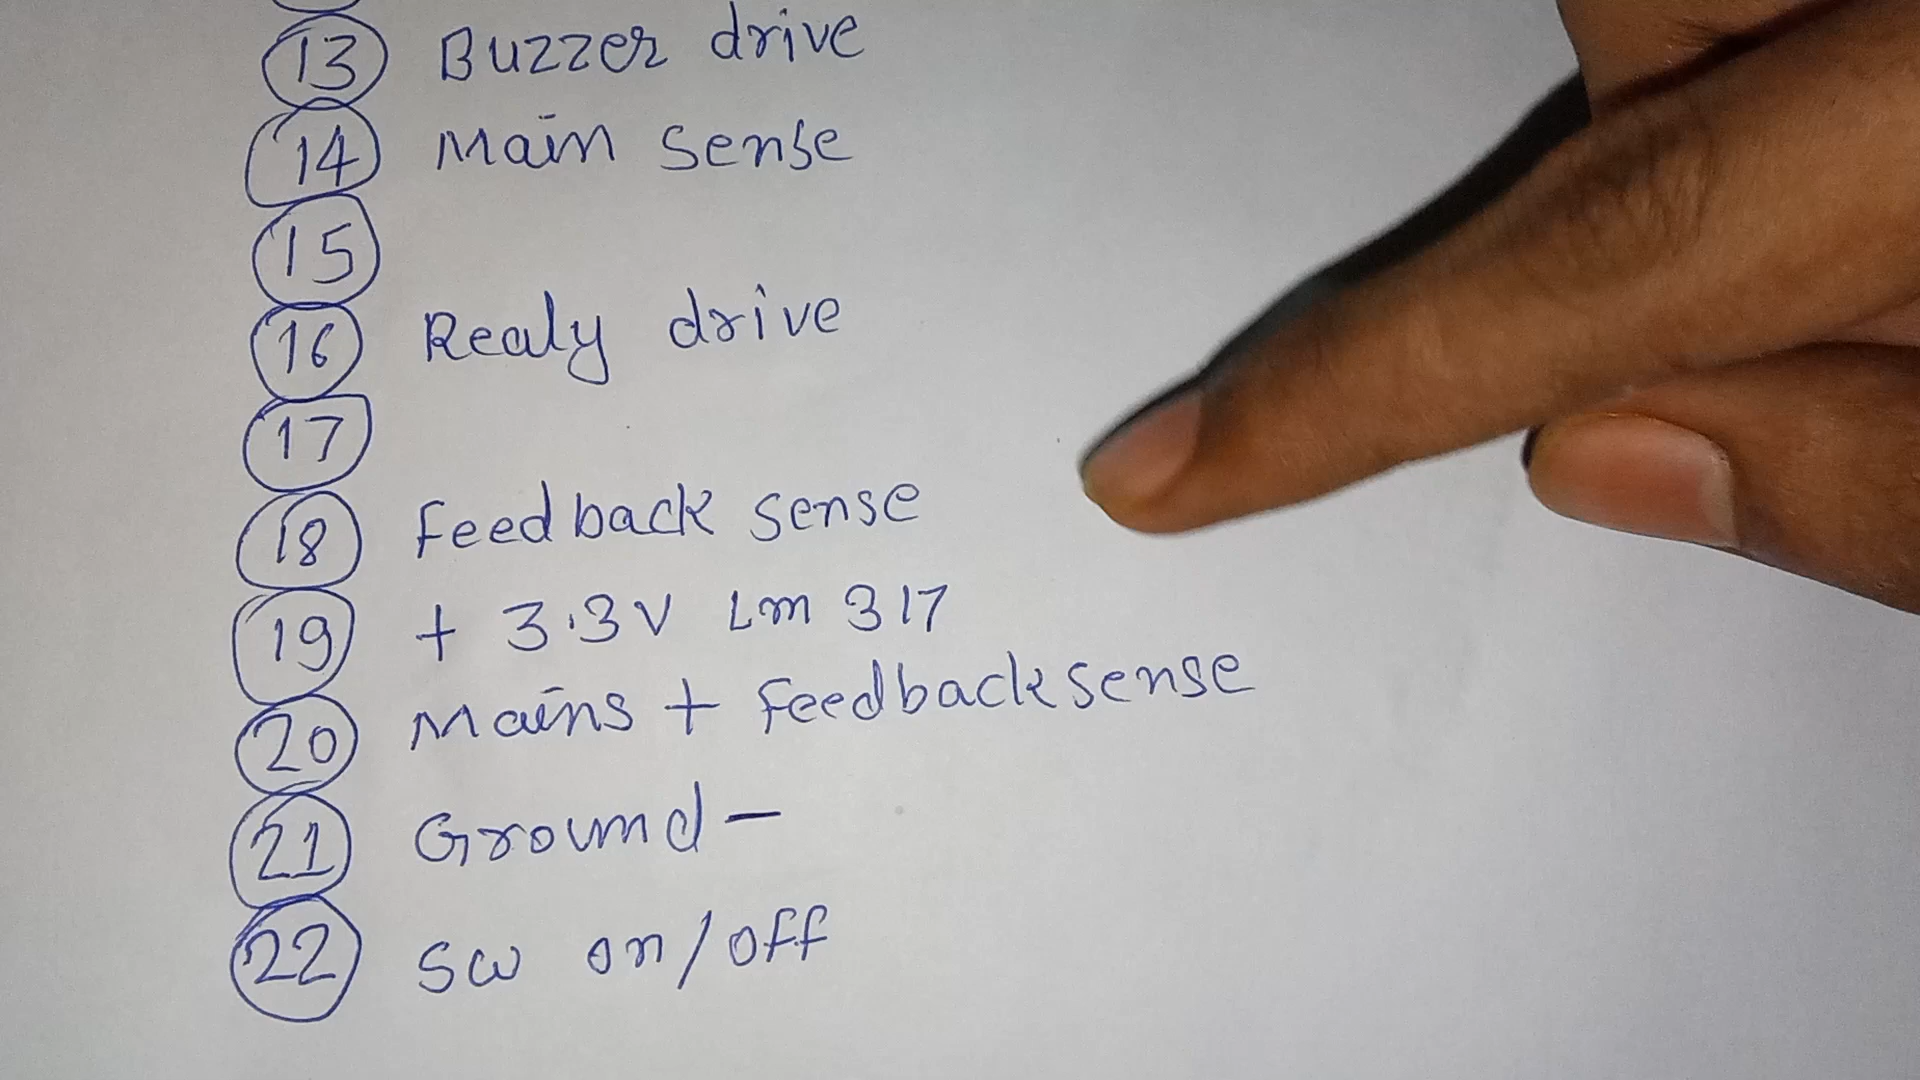 13 Buzzer drive
14 Main sense
15
16 Realy drive
17
18 Feedback sense
19 + 3.3V Lm 317
20 Mains + Feedback sense
21 Ground -
22 SW on/off